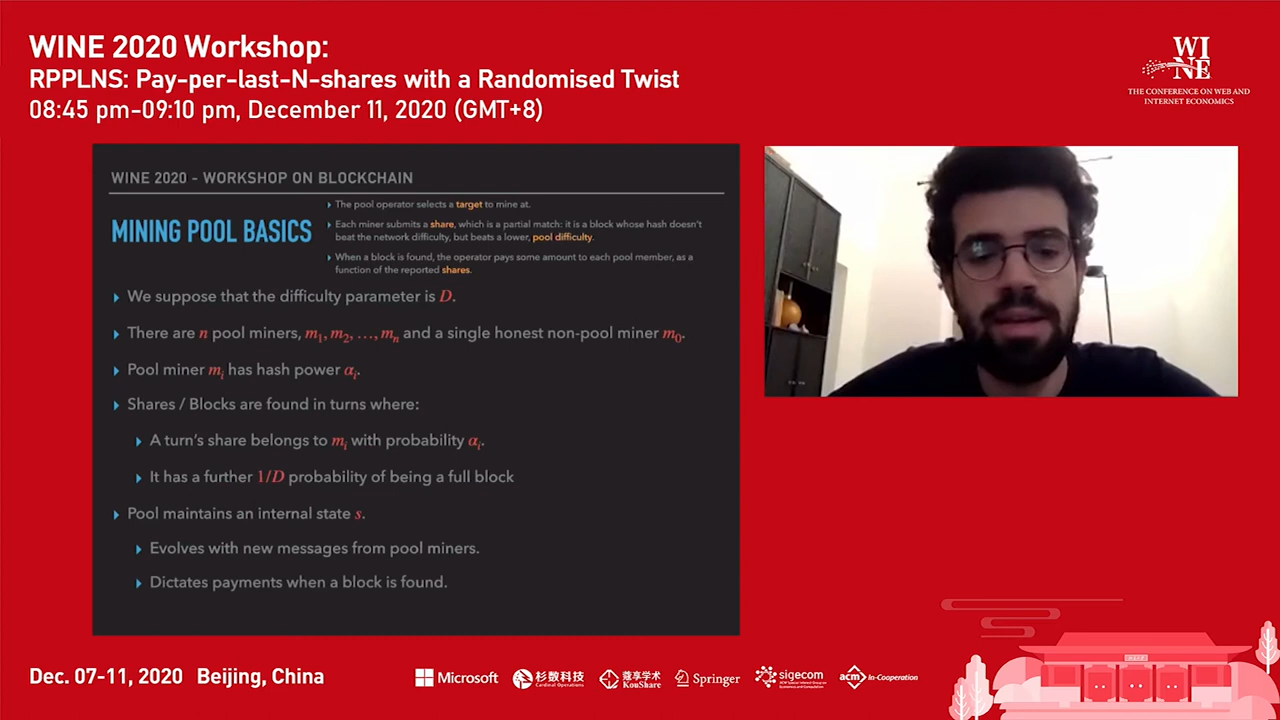 WINE 2020 Workshop:
RPPLNS: Pay-per-last-N-shares with a Randomised Twist
08:45 pm-09:10 pm, December 11, 2020 (GMT+8)
WI
NE
THE CONFERENCE ON WEB AND
INTERNET ECONOMICS
WINE 2020 - WORKSHOP ON BLOCKCHAIN
MINING POOL BASICS
The pool operator selects a target to mine at.
Each miner submits a share, which is a partial match: it is a block whose hash doesn't
beat the network difficulty, but beats a lower, pool difficulty.
When a block is found, the operator pays some amount to each pool member, as a
function of the reported shares.
We suppose that the difficulty parameter is D.
There are n pool miners, m₁, m₂, …, mₙ and a single honest non-pool miner m₀.
Pool miner mᵢ has hash power αᵢ.
Shares / Blocks are found in turns where:
A turn's share belongs to mᵢ with probability αᵢ.
It has a further 1/D probability of being a full block
Pool maintains an internal state s.
Evolves with new messages from pool miners.
Dictates payments when a block is found.
Dec. 07-11, 2020 Beijing, China
Microsoft
杉数科技
Cardinal Operations
蔻享学术
KouShare
Springer
sigecom
acm In-Cooperation